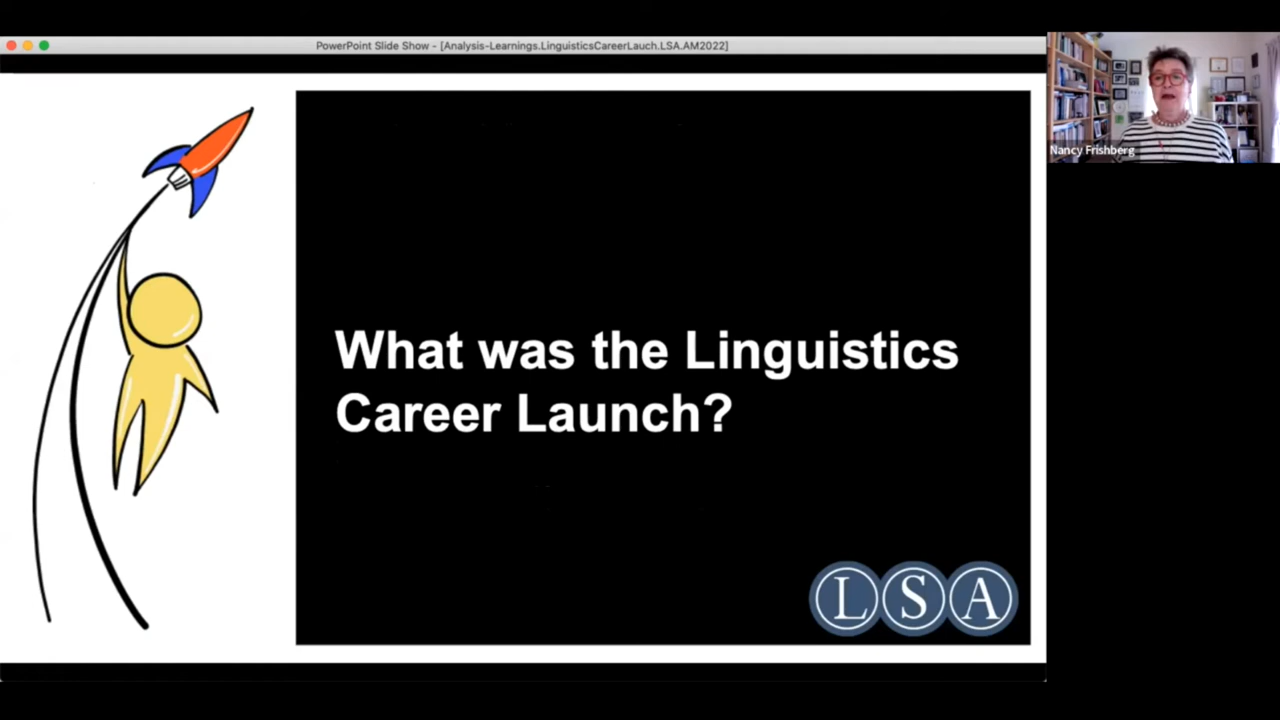 PowerPoint Slide Show - [Analysis-Learnings.LinguisticsCareerLauch.LSA.AM2022]
Nancy Frishberg
What was the Linguistics
Career Launch?
LSA